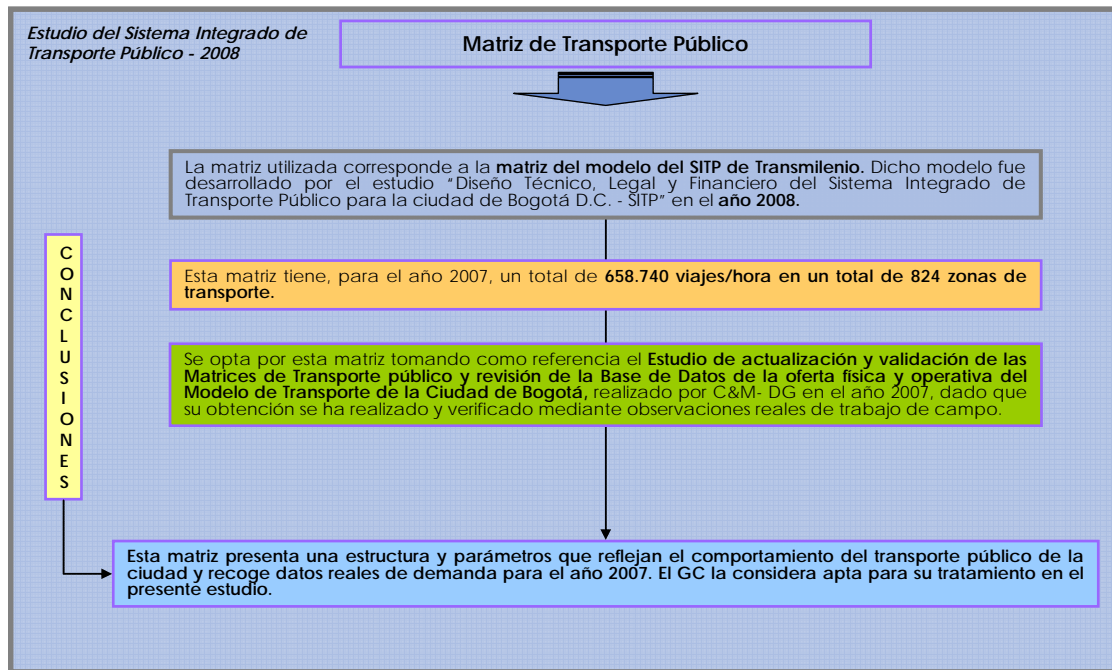 Estudio del Sistema Integrado de
Transporte Público - 2008
Matriz de Transporte Público
La matriz utilizada corresponde a la matriz del modelo del SITP de Transmilenio. Dicho modelo fue
desarrollado por el estudio "Diseño Técnico, Legal y Financiero del Sistema Integrado de
Transporte Público para la ciudad de Bogotá D.C. - SITP" en el año 2008.
Esta matriz tiene, para el año 2007, un total de 658.740 viajes/hora en un total de 824 zonas de
transporte.
Se opta por esta matriz tomando como referencia el Estudio de actualización y validación de las
Matrices de Transporte público y revisión de la Base de Datos de la oferta física y operativa del
Modelo de Transporte de la Ciudad de Bogotá, realizado por C&M- DG en el año 2007, dado que
su obtención se ha realizado y verificado mediante observaciones reales de trabajo de campo.
C
O
N
C
L
U
S
I
O
N
E
S
Esta matriz presenta una estructura y parámetros que reflejan el comportamiento del transporte público de la
ciudad y recoge datos reales de demanda para el año 2007. El GC la considera apta para su tratamiento en el
presente estudio.